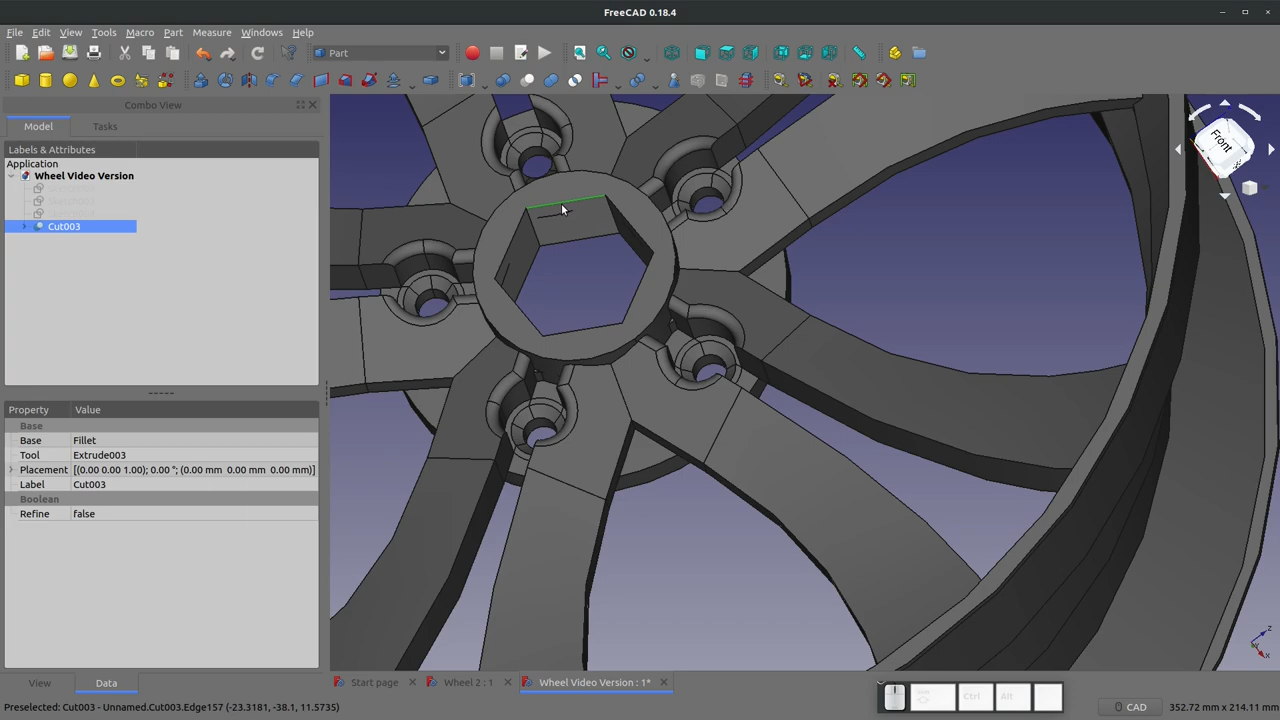 FreeCAD 0.18.4
File Edit View Tools Macro Part Measure Windows Help
Part
Combo View
Model Tasks
Labels & Attributes
Application
Wheel Video Version
Cut003
Property Value
Base
Base Fillet
Tool Extrude003
Placement [(0.00 0.00 1.00); 0.00 °; (0.00 mm 0.00 mm 0.00 mm)]
Label Cut003
Boolean
Refine false
Front
View Data
Start page Wheel 2 : 1 Wheel Video Version : 1*
Ctrl Alt
Preselected: Cut003 - Unnamed.Cut003.Edge157 (-23.3181, -38.1, 11.5735)
CAD 352.72 mm x 214.11 mm